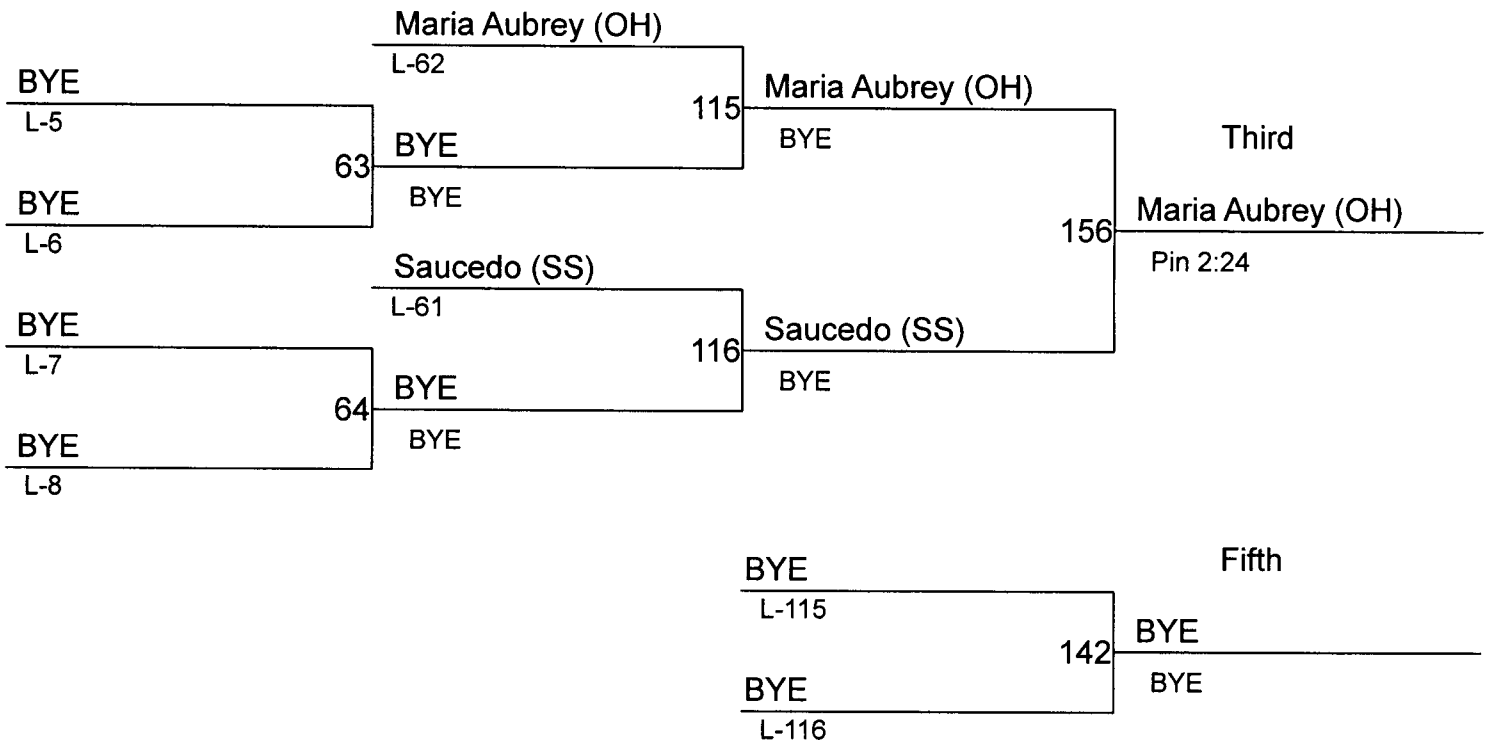 Maria Aubrey (OH)
L-62
BYE
L-5
115
Maria Aubrey (OH)
BYE
Third
63
BYE
BYE
BYE
L-6
156
Maria Aubrey (OH)
Pin 2:24
Saucedo (SS)
L-61
BYE
L-7
116
Saucedo (SS)
BYE
64
BYE
BYE
BYE
L-8
Fifth
BYE
L-115
142
BYE
BYE
BYE
L-116